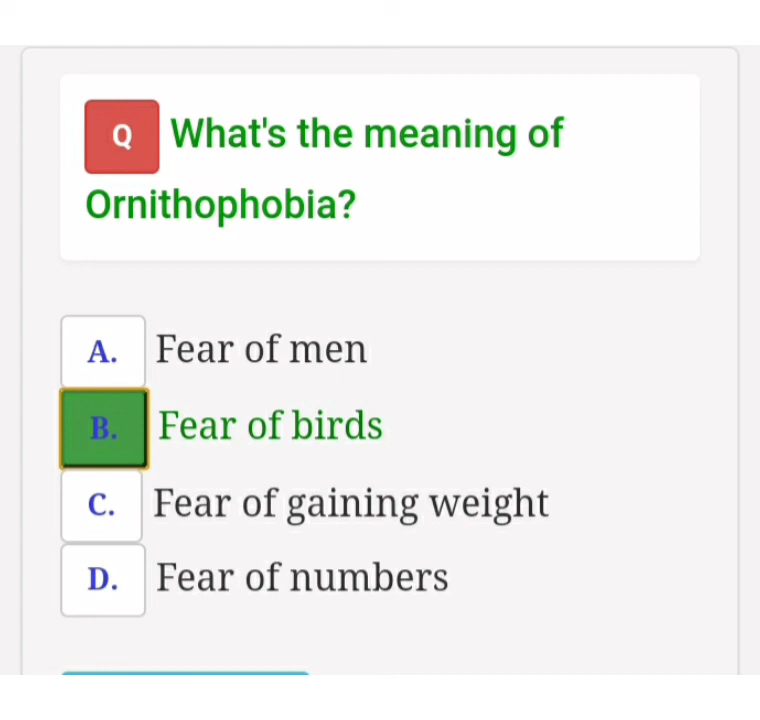 Q What's the meaning of
Ornithophobia?
A. Fear of men
B. Fear of birds
C. Fear of gaining weight
D. Fear of numbers